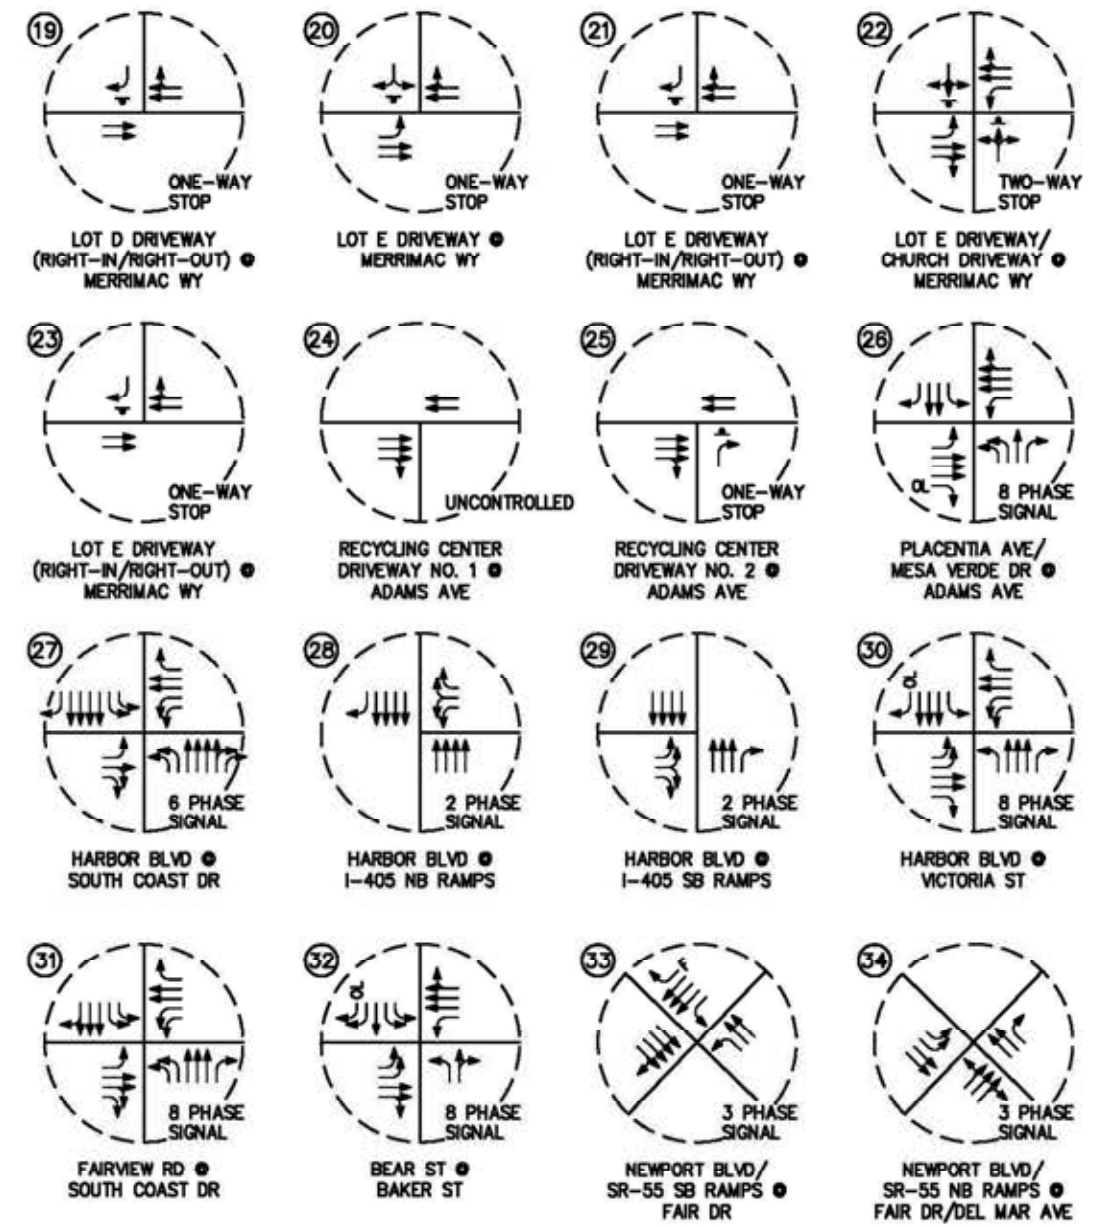 19
ONE-WAY
STOP
LOT D DRIVEWAY
(RIGHT-IN/RIGHT-OUT) @
MERRIMAC WY
20
ONE-WAY
STOP
LOT E DRIVEWAY @
MERRIMAC WY
21
ONE-WAY
STOP
LOT E DRIVEWAY
(RIGHT-IN/RIGHT-OUT) @
MERRIMAC WY
22
TWO-WAY
STOP
LOT E DRIVEWAY/
CHURCH DRIVEWAY @
MERRIMAC WY
23
ONE-WAY
STOP
LOT E DRIVEWAY
(RIGHT-IN/RIGHT-OUT) @
MERRIMAC WY
24
UNCONTROLLED
RECYCLING CENTER
DRIVEWAY NO. 1 @
ADAMS AVE
25
ONE-WAY
STOP
RECYCLING CENTER
DRIVEWAY NO. 2 @
ADAMS AVE
26
OL
8 PHASE
SIGNAL
PLACENTIA AVE/
MESA VERDE DR @
ADAMS AVE
27
6 PHASE
SIGNAL
HARBOR BLVD @
SOUTH COAST DR
28
2 PHASE
SIGNAL
HARBOR BLVD @
I-405 NB RAMPS
29
2 PHASE
SIGNAL
HARBOR BLVD @
I-405 SB RAMPS
30
OL
8 PHASE
SIGNAL
HARBOR BLVD @
VICTORIA ST
31
8 PHASE
SIGNAL
FAIRVIEW RD @
SOUTH COAST DR
32
OL
8 PHASE
SIGNAL
BEAR ST @
BAKER ST
33
F
3 PHASE
SIGNAL
NEWPORT BLVD/
SR-55 SB RAMPS @
FAIR DR
34
3 PHASE
SIGNAL
NEWPORT BLVD/
SR-55 NB RAMPS @
FAIR DR/DEL MAR AVE